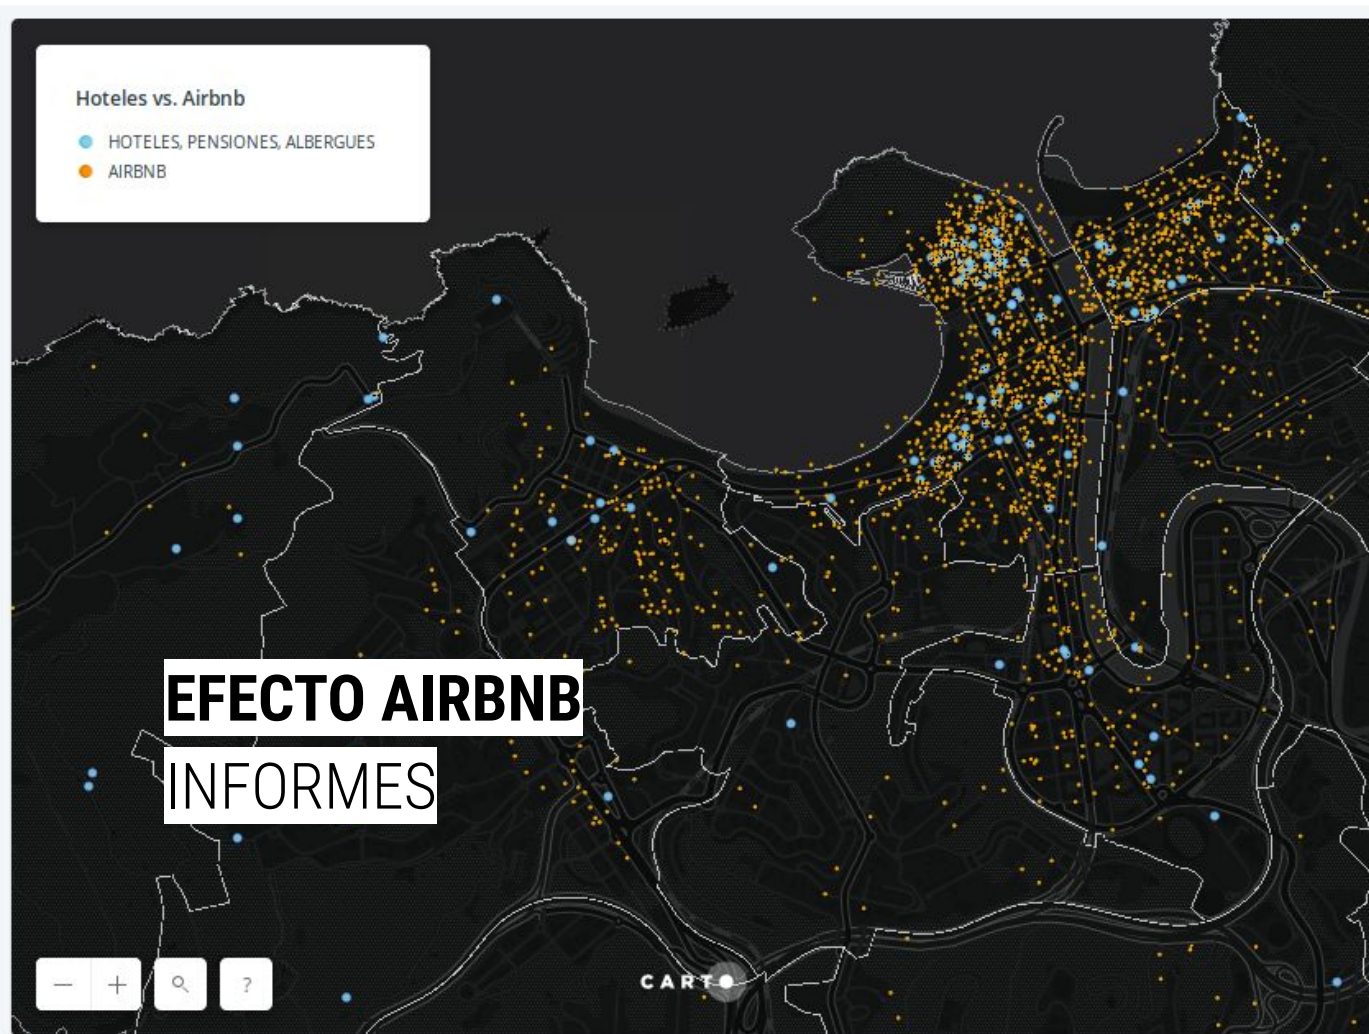 Hoteles vs. Airbnb
HOTELES, PENSIONES, ALBERGUES
AIRBNB
EFECTO AIRBNB
INFORMES
− +
?
CARTO